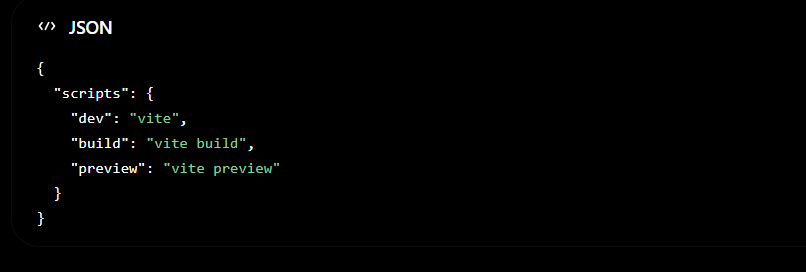 JSON
{
  "scripts": {
    "dev": "vite",
    "build": "vite build",
    "preview": "vite preview"
  }
}